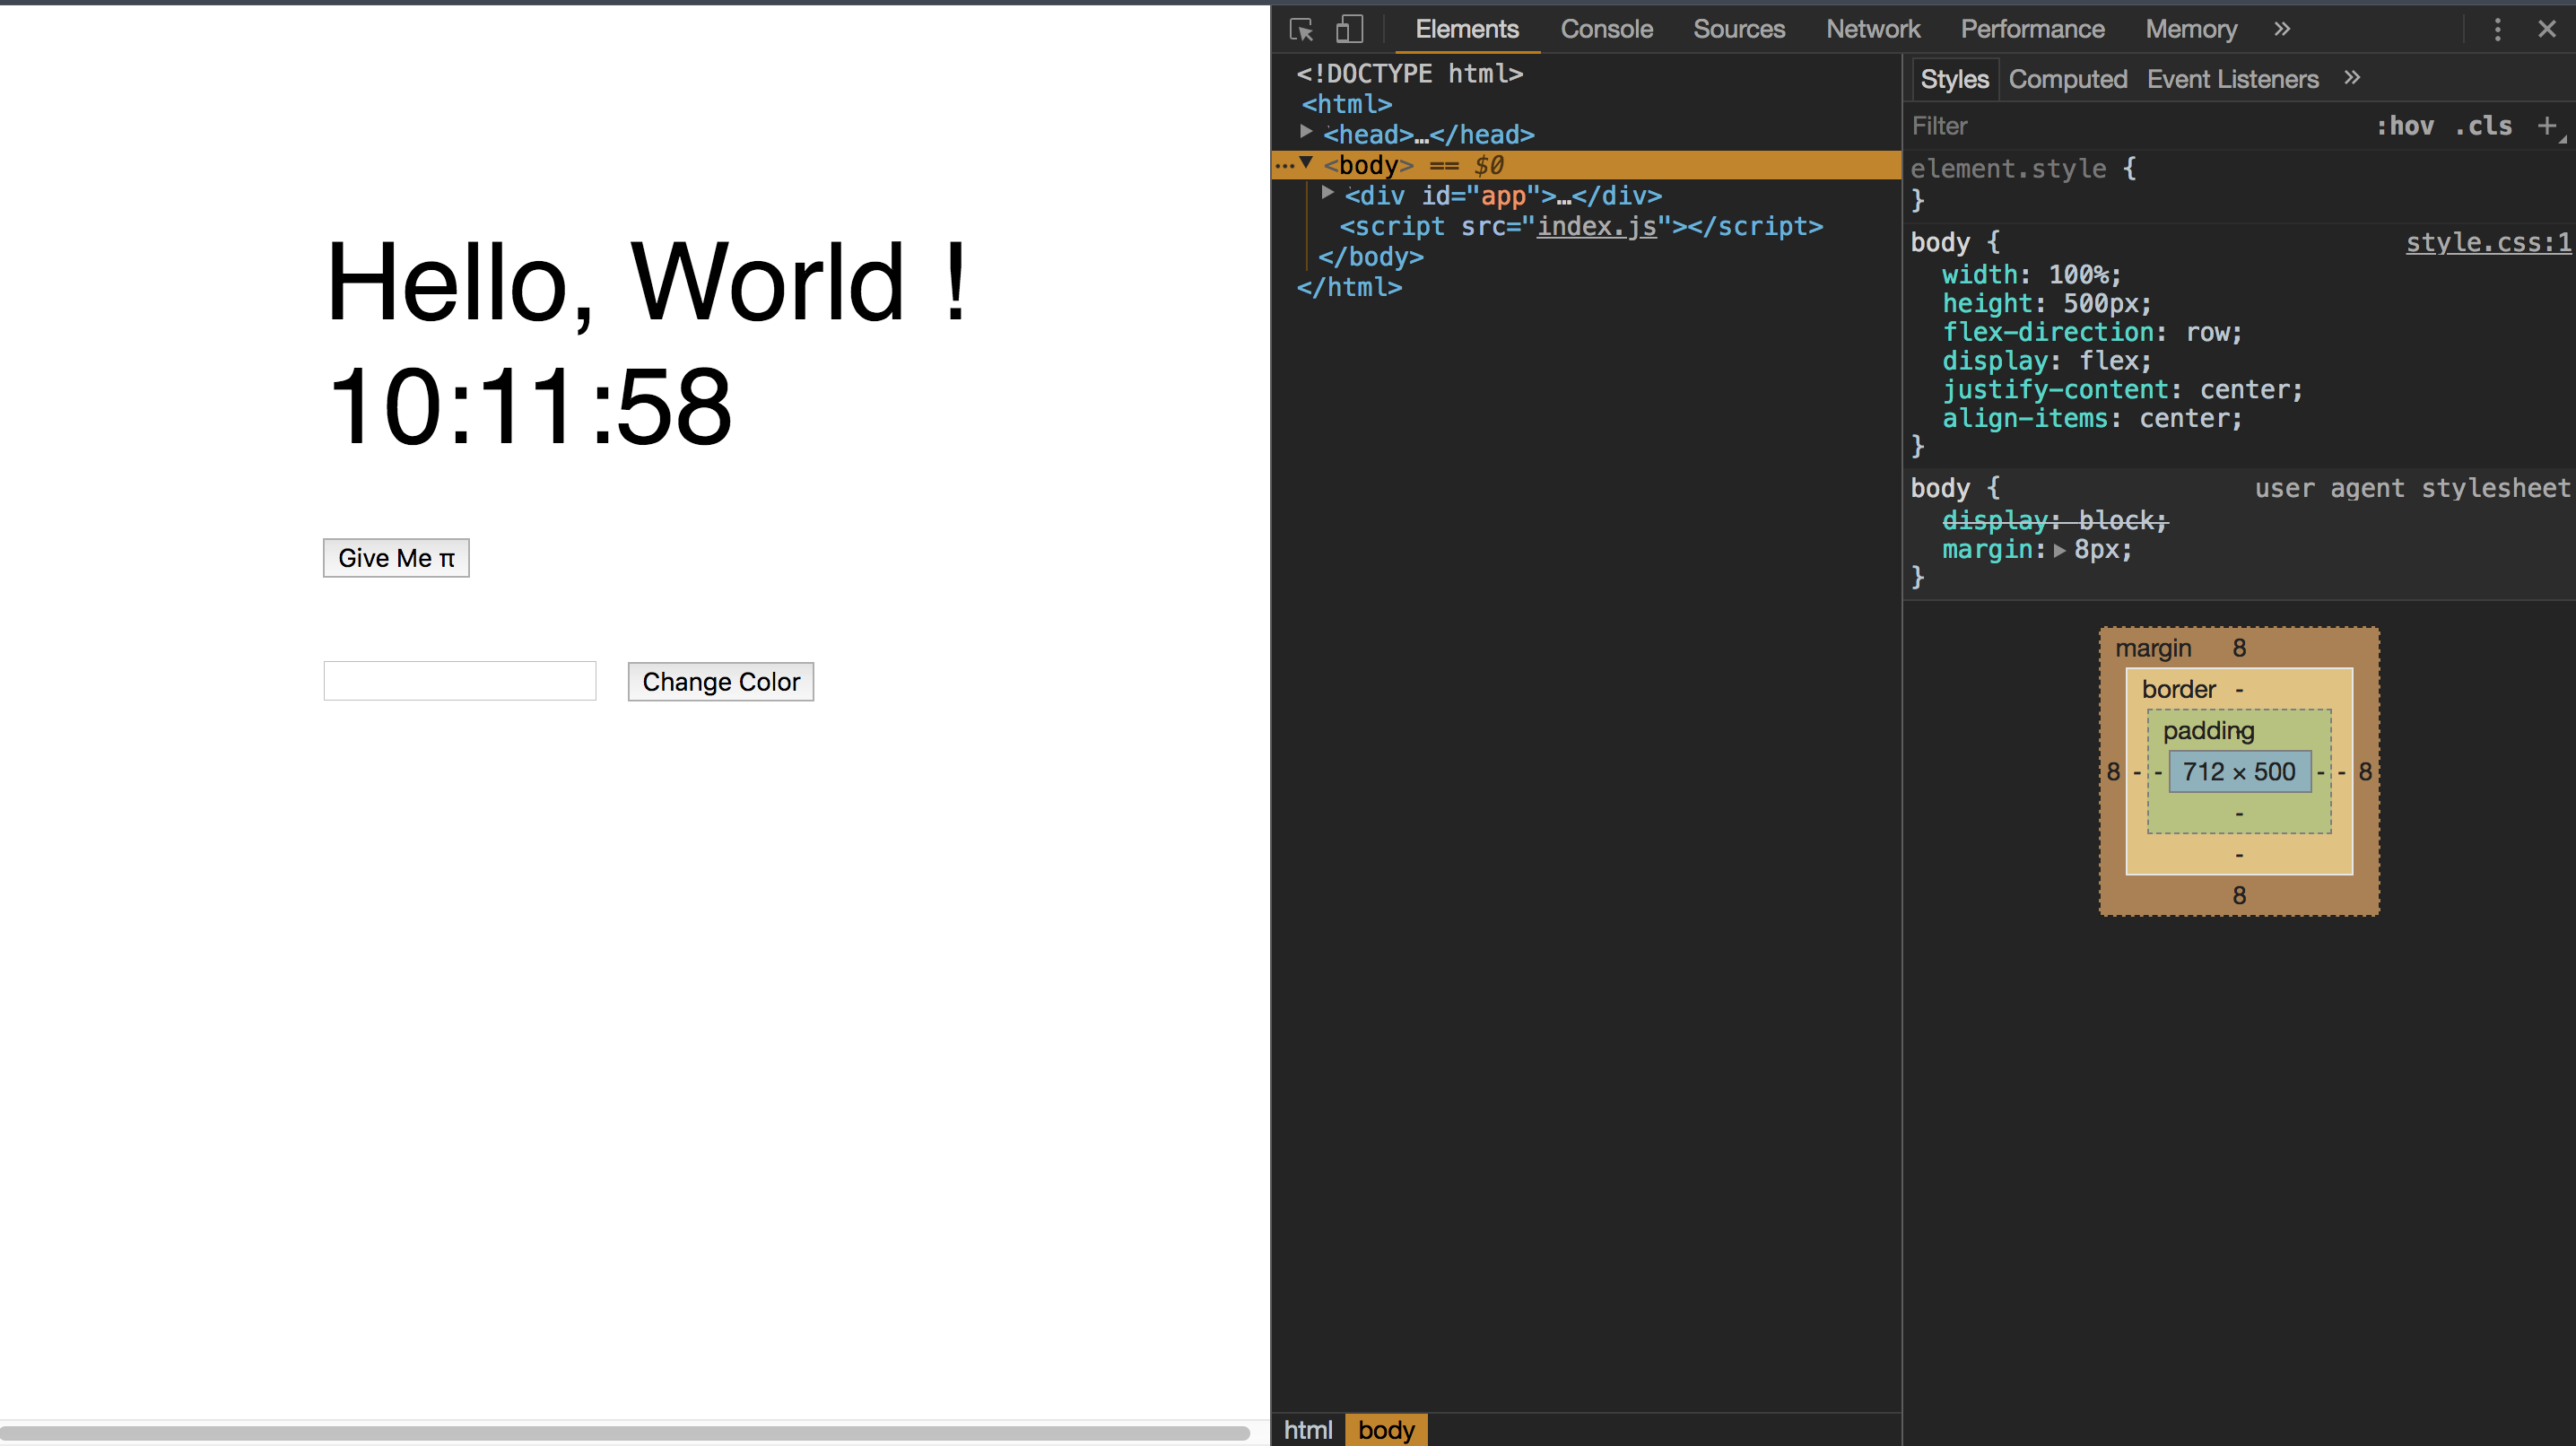 Hello, World !
10:11:58
Give Me π
Change Color
Elements Console Sources Network Performance Memory »
<!DOCTYPE html>
<html>
<head>…</head>
… <body> == $0
<div id="app">…</div>
<script src="index.js"></script>
</body>
</html>
html body
Styles Computed Event Listeners »
Filter :hov .cls +
element.style {
}
body { style.css:1
width: 100%;
height: 500px;
flex-direction: row;
display: flex;
justify-content: center;
align-items: center;
}
body { user agent stylesheet
display: block;
margin: 8px;
}
margin 8
border -
padding -
8 - - 712 × 500 - - 8
-
-
8